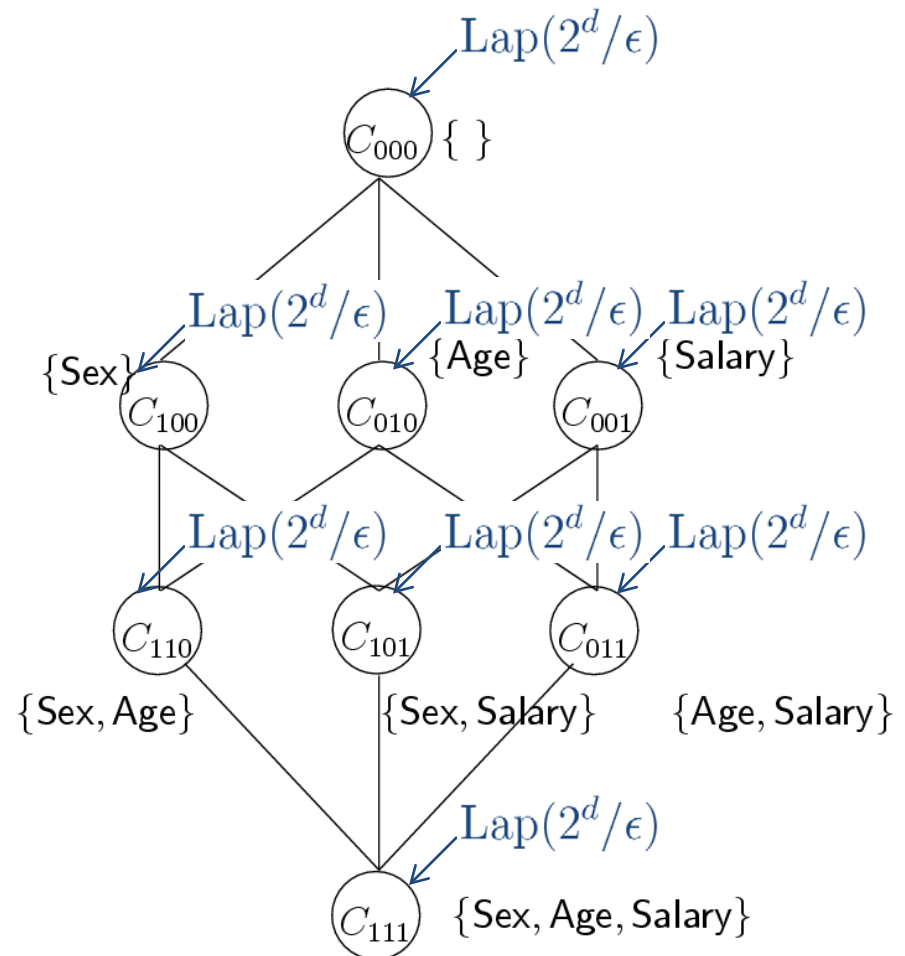 Lap(2^d/ϵ)
C_000 { }
Lap(2^d/ϵ) Lap(2^d/ϵ) Lap(2^d/ϵ)
{Sex} {Age} {Salary}
C_100 C_010 C_001
Lap(2^d/ϵ) Lap(2^d/ϵ) Lap(2^d/ϵ)
C_110 C_101 C_011
{Sex, Age} {Sex, Salary} {Age, Salary}
Lap(2^d/ϵ)
C_111 {Sex, Age, Salary}